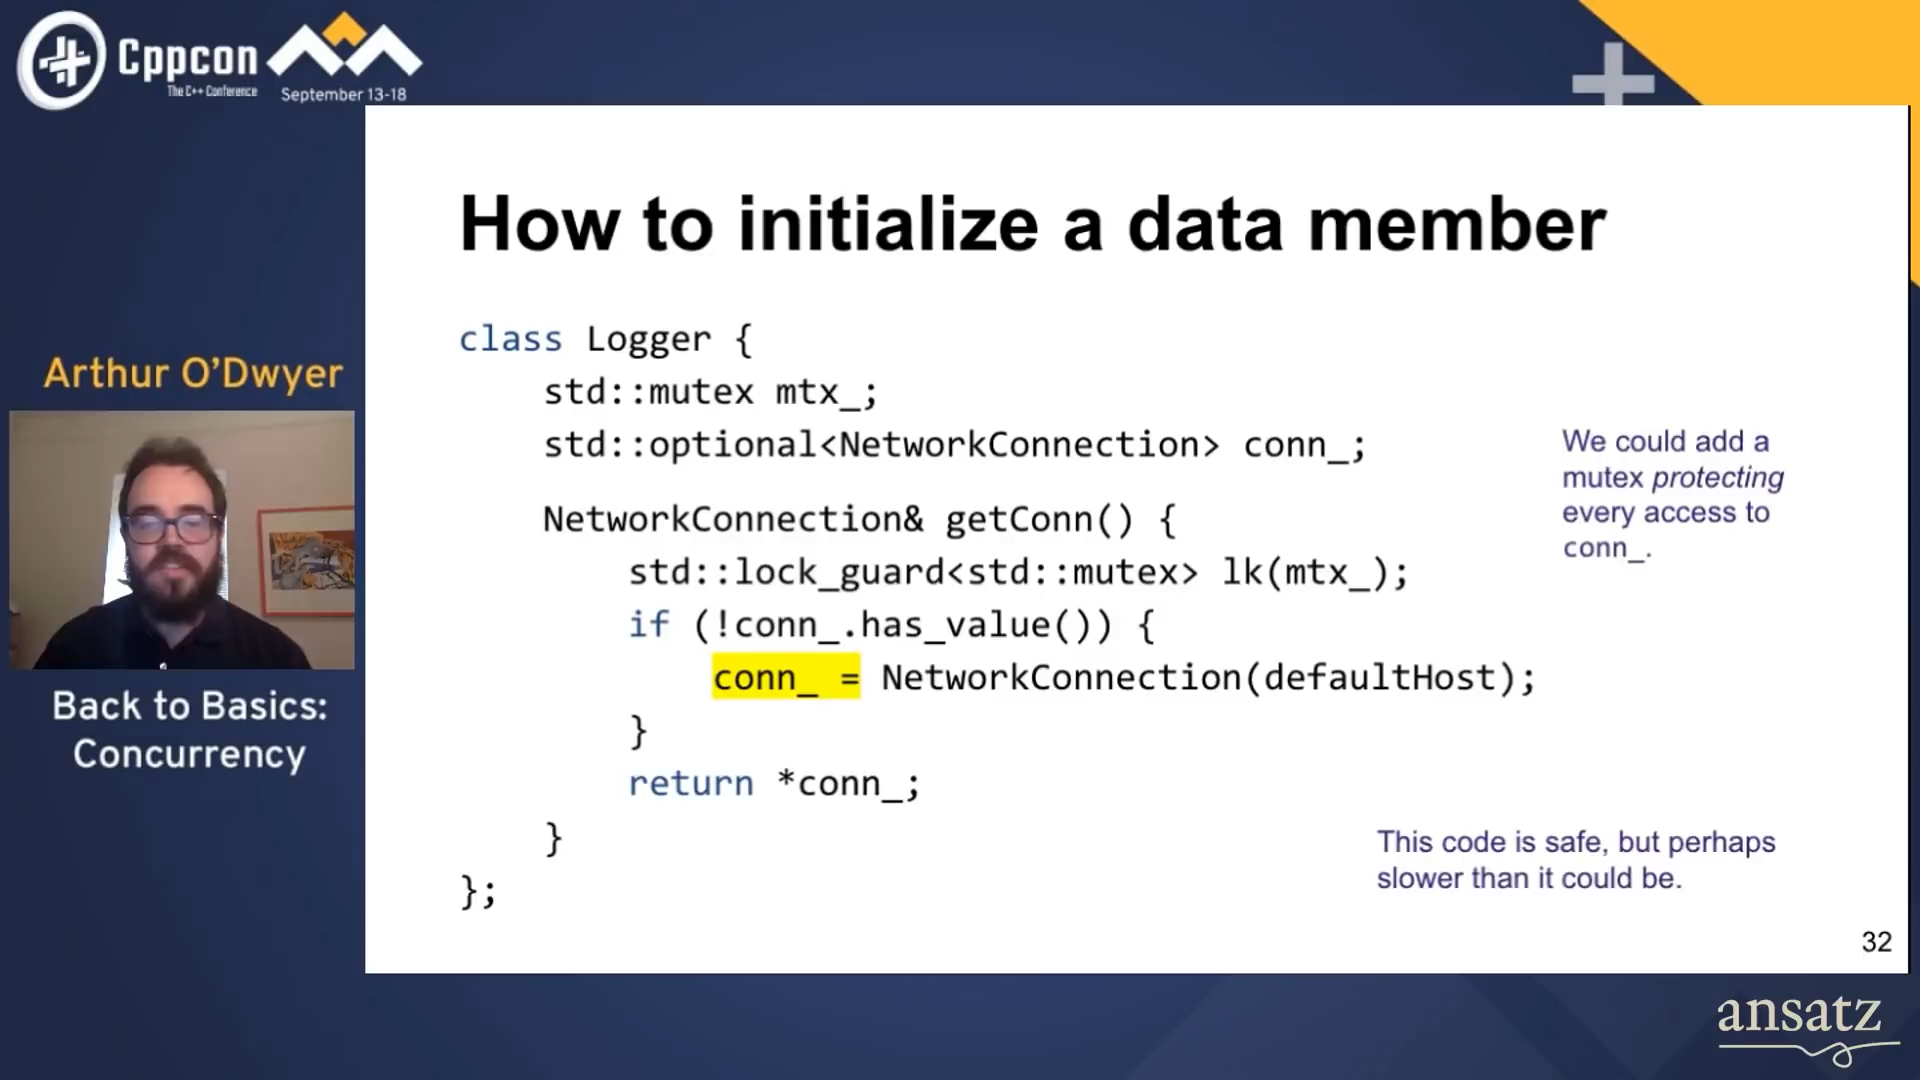 Cppcon
The C++ Conference
September 13-18
How to initialize a data member
class Logger {
std::mutex mtx_;
std::optional<NetworkConnection> conn_;
NetworkConnection& getConn() {
std::lock_guard<std::mutex> lk(mtx_);
if (!conn_.has_value()) {
conn_ = NetworkConnection(defaultHost);
}
return *conn_;
}
};
We could add a
mutex protecting
every access to
conn_.
This code is safe, but perhaps
slower than it could be.
32
Arthur O'Dwyer
Back to Basics:
Concurrency
ansatz